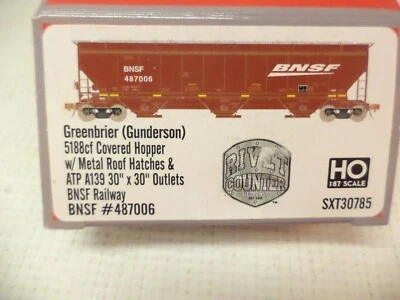 BNSF
487006
BNSF
Greenbrier (Gunderson)
5188cf Covered Hopper
w/ Metal Roof Hatches &
ATP A139 30" x 30" Outlets
BNSF Railway
BNSF #487006
RIVET
COUNTER
HO
1:87 SCALE
SXT30785